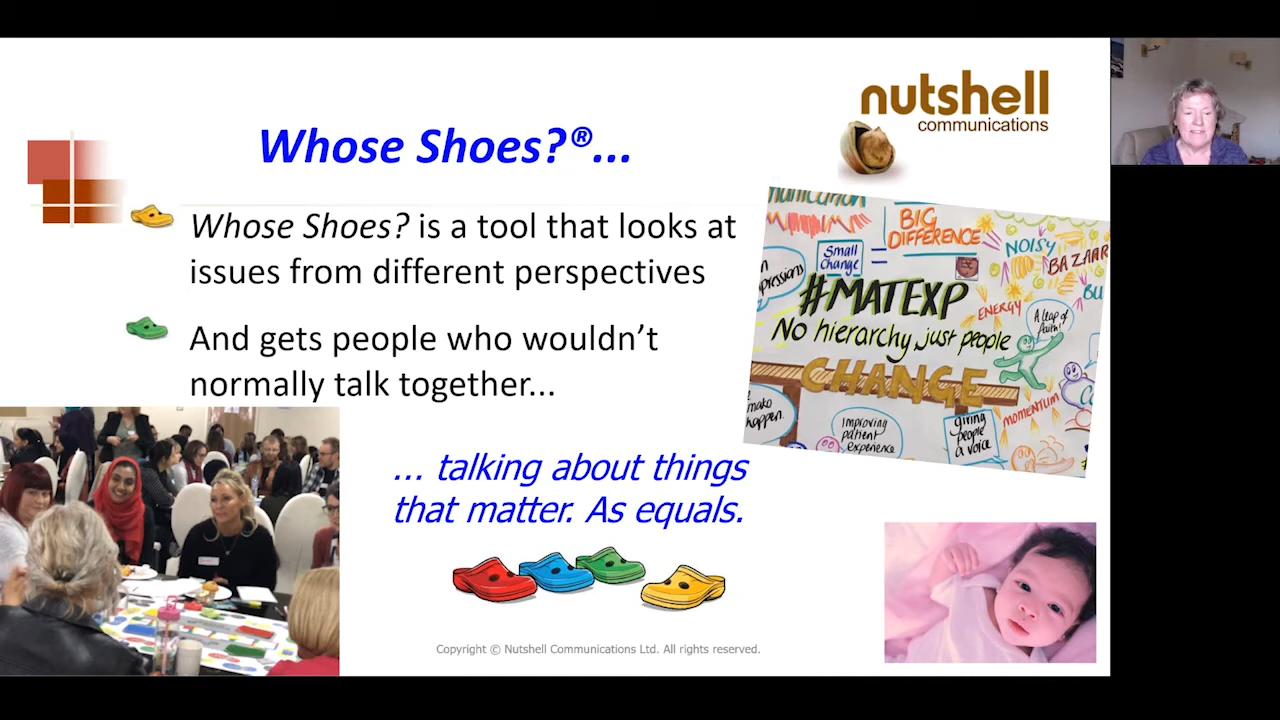 nutshell
communications
Whose Shoes?®...
Whose Shoes? is a tool that looks at
issues from different perspectives
And gets people who wouldn't
normally talk together...
... talking about things
that matter. As equals.
BIG
DIFFERENCE
Small
Change
=
NOISY
BAZAAR
#MATEXP
ENERGY
A leap of
faith!
No hierarchy just people
CHANGE
MOMENTUM
improving
patient
experience
giving
people
a voice
Copyright © Nutshell Communications Ltd. All rights reserved.